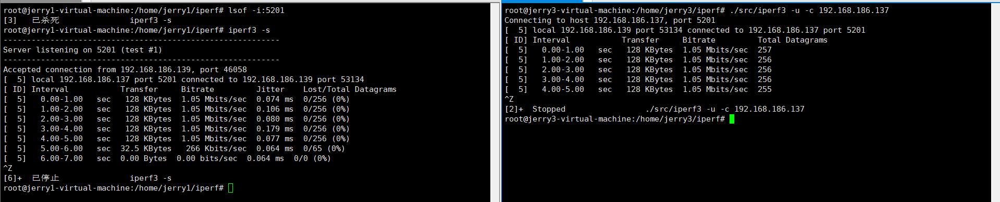 root@jerry1-virtual-machine:/home/jerry1/iperf# lsof -i:5201
[3]   已杀死               iperf3 -s
root@jerry1-virtual-machine:/home/jerry1/iperf# iperf3 -s
-----------------------------------------------------------
Server listening on 5201 (test #1)
-----------------------------------------------------------
Accepted connection from 192.168.186.139, port 46058
[  5] local 192.168.186.137 port 5201 connected to 192.168.186.139 port 53134
[ ID] Interval           Transfer     Bitrate         Jitter    Lost/Total Datagrams
[  5]   0.00-1.00   sec   128 KBytes  1.05 Mbits/sec  0.074 ms  0/256 (0%)
[  5]   1.00-2.00   sec   128 KBytes  1.05 Mbits/sec  0.106 ms  0/256 (0%)
[  5]   2.00-3.00   sec   128 KBytes  1.05 Mbits/sec  0.080 ms  0/256 (0%)
[  5]   3.00-4.00   sec   128 KBytes  1.05 Mbits/sec  0.179 ms  0/256 (0%)
[  5]   4.00-5.00   sec   128 KBytes  1.05 Mbits/sec  0.077 ms  0/256 (0%)
[  5]   5.00-6.00   sec  32.5 KBytes   266 Kbits/sec  0.064 ms  0/65 (0%)
[  5]   6.00-7.00   sec  0.00 Bytes  0.00 bits/sec  0.064 ms  0/0 (0%)
^Z
[6]+  已停止               iperf3 -s
root@jerry1-virtual-machine:/home/jerry1/iperf#
root@jerry3-virtual-machine:/home/jerry3/iperf# ./src/iperf3 -u -c 192.168.186.137
Connecting to host 192.168.186.137, port 5201
[  5] local 192.168.186.139 port 53134 connected to 192.168.186.137 port 5201
[ ID] Interval           Transfer     Bitrate         Total Datagrams
[  5]   0.00-1.00   sec   128 KBytes  1.05 Mbits/sec  257
[  5]   1.00-2.00   sec   128 KBytes  1.05 Mbits/sec  256
[  5]   2.00-3.00   sec   128 KBytes  1.05 Mbits/sec  256
[  5]   3.00-4.00   sec   128 KBytes  1.05 Mbits/sec  256
[  5]   4.00-5.00   sec   128 KBytes  1.05 Mbits/sec  255
^Z
[2]+  Stopped                 ./src/iperf3 -u -c 192.168.186.137
root@jerry3-virtual-machine:/home/jerry3/iperf#